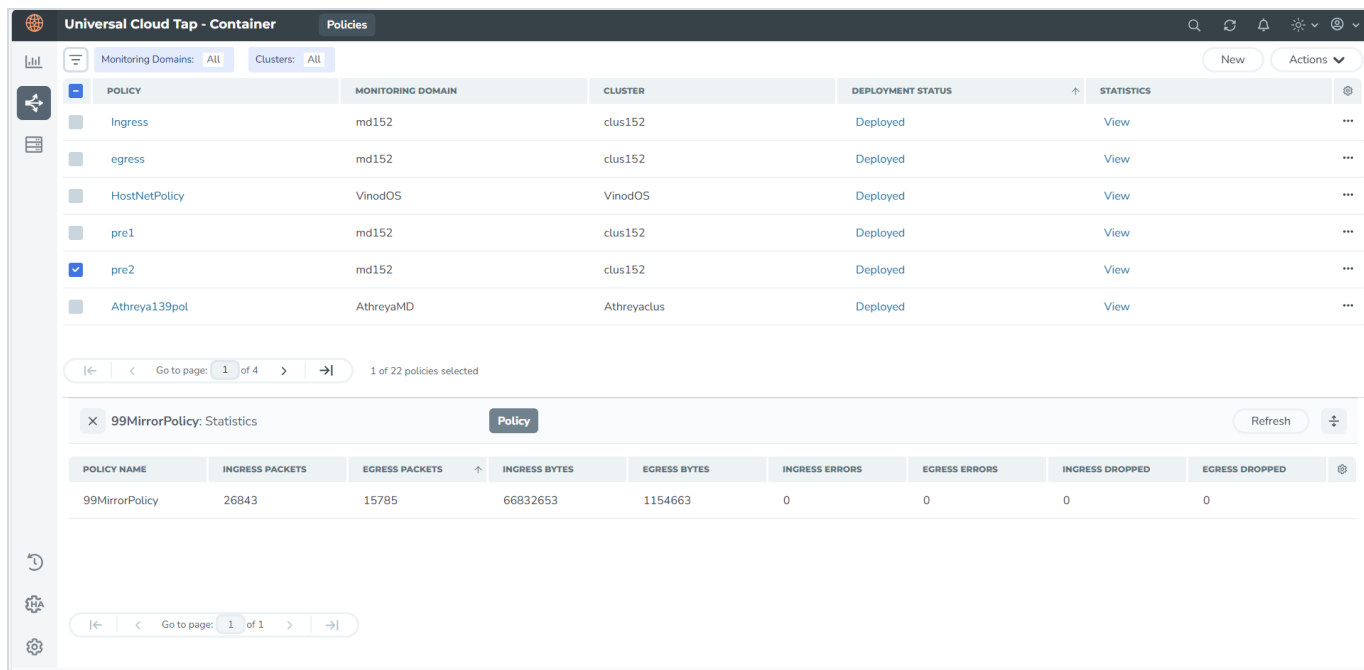 Universal Cloud Tap - Container Policies
Monitoring Domains: All Clusters: All New Actions
POLICY MONITORING DOMAIN CLUSTER DEPLOYMENT STATUS STATISTICS
Ingress md152 clus152 Deployed View
egress md152 clus152 Deployed View
HostNetPolicy VinodOS VinodOS Deployed View
pre1 md152 clus152 Deployed View
pre2 md152 clus152 Deployed View
Athreya139pol AthreyaMD Athreyaclus Deployed View
Go to page: 1 of 4 1 of 22 policies selected
99MirrorPolicy: Statistics Policy Refresh
POLICY NAME INGRESS PACKETS EGRESS PACKETS INGRESS BYTES EGRESS BYTES INGRESS ERRORS EGRESS ERRORS INGRESS DROPPED EGRESS DROPPED
99MirrorPolicy 26843 15785 66832653 1154663 0 0 0 0
HA
Go to page: 1 of 1